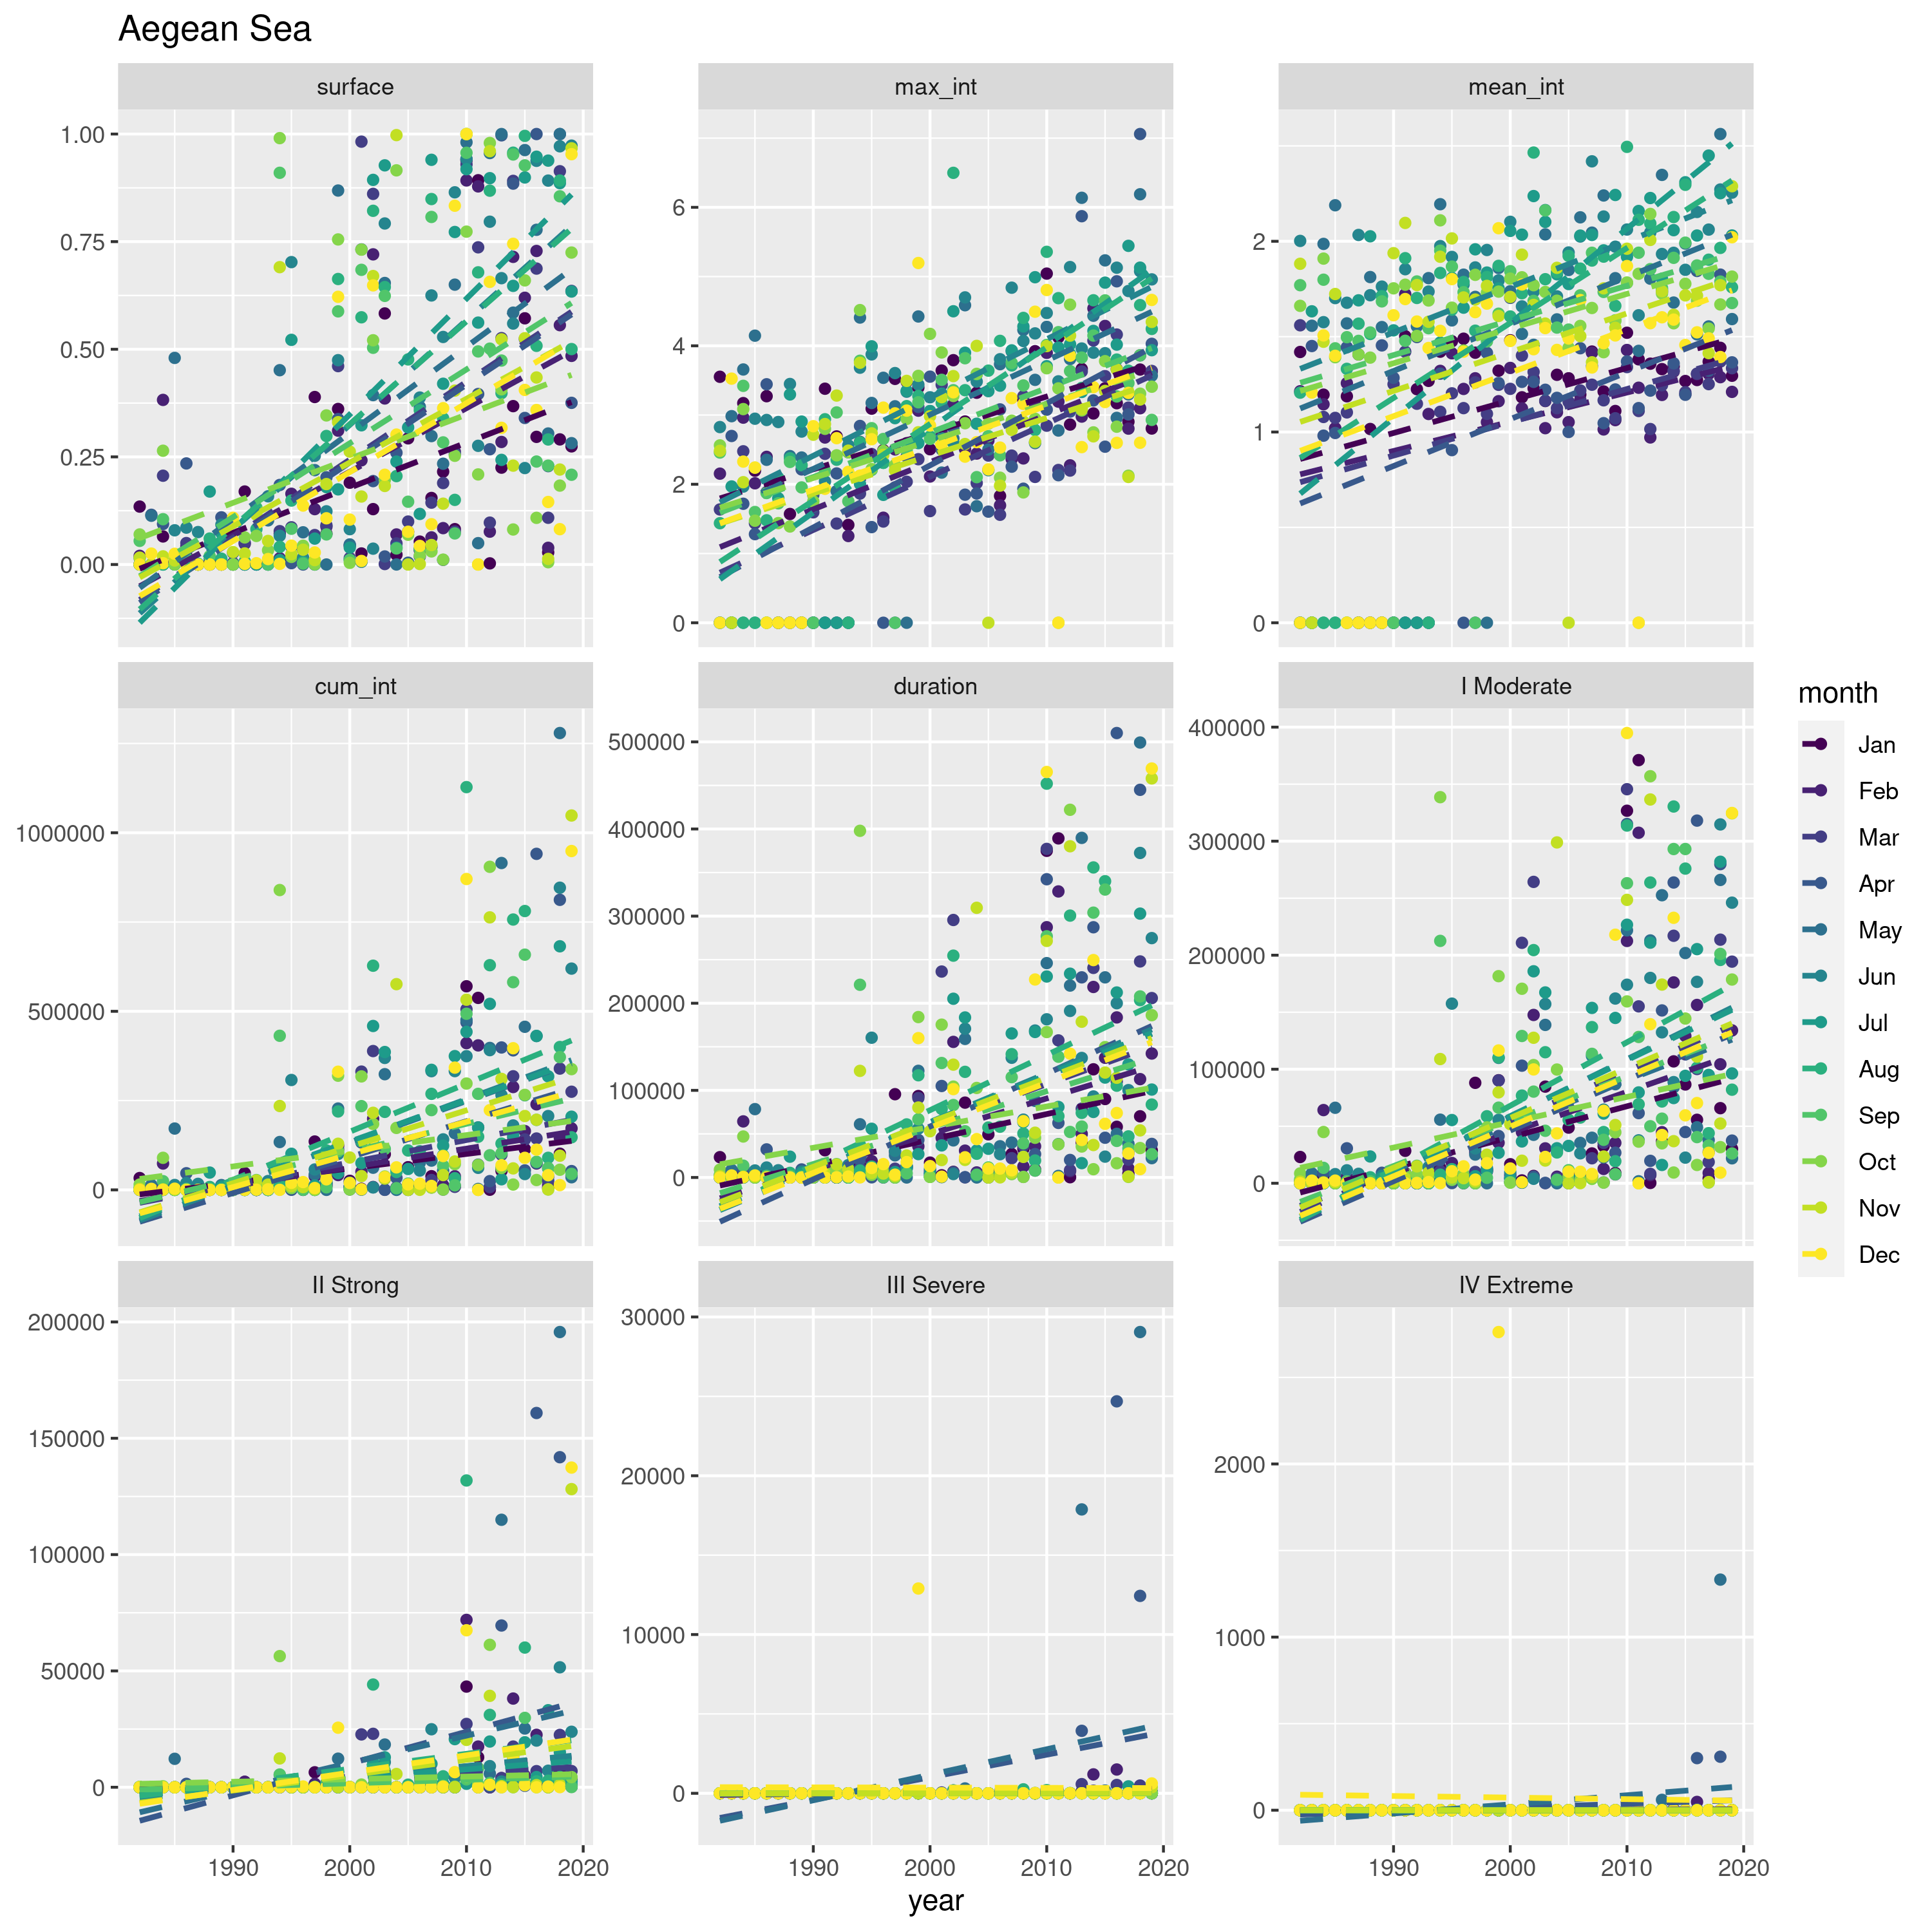 Aegean Sea
surface
max_int
mean_int
1.00
0.75
0.50
0.25
0.00
6
4
2
0
2
1
0
cum_int
duration
I Moderate
1000000
500000
0
500000
400000
300000
200000
100000
0
400000
300000
200000
100000
0
II Strong
III Severe
IV Extreme
200000
150000
100000
50000
0
30000
20000
10000
0
2000
1000
0
1990 2000 2010 2020
1990 2000 2010 2020
1990 2000 2010 2020
year
month
Jan
Feb
Mar
Apr
May
Jun
Jul
Aug
Sep
Oct
Nov
Dec